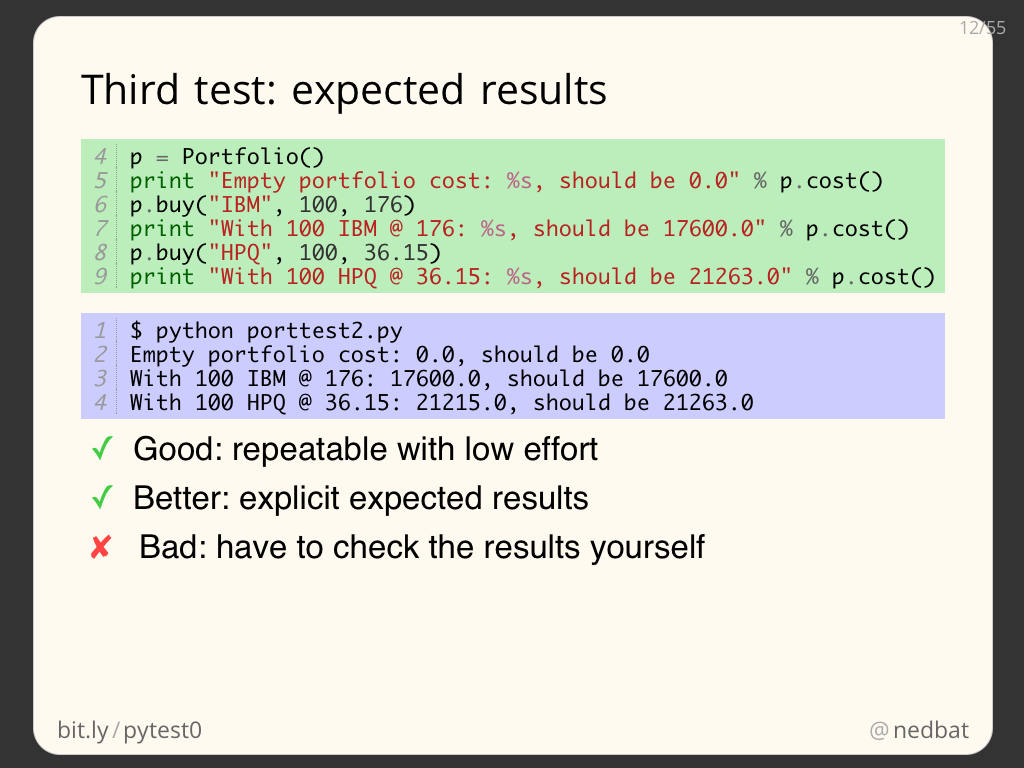 12/55
Third test: expected results
4 p = Portfolio()
5 print "Empty portfolio cost: %s, should be 0.0" % p.cost()
6 p.buy("IBM", 100, 176)
7 print "With 100 IBM @ 176: %s, should be 17600.0" % p.cost()
8 p.buy("HPQ", 100, 36.15)
9 print "With 100 HPQ @ 36.15: %s, should be 21263.0" % p.cost()
1 $ python porttest2.py
2 Empty portfolio cost: 0.0, should be 0.0
3 With 100 IBM @ 176: 17600.0, should be 17600.0
4 With 100 HPQ @ 36.15: 21215.0, should be 21263.0
✓ Good: repeatable with low effort
✓ Better: explicit expected results
✘ Bad: have to check the results yourself
bit.ly/pytest0
@nedbat